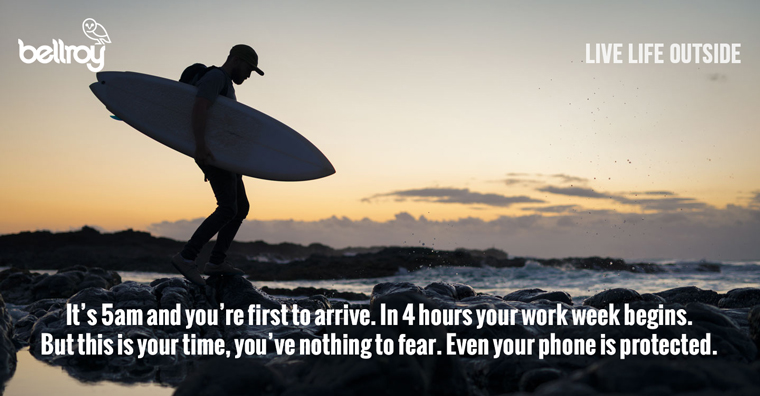 bellroy
LIVE LIFE OUTSIDE
It's 5am and you're first to arrive. In 4 hours your work week begins.
But this is your time, you've nothing to fear. Even your phone is protected.